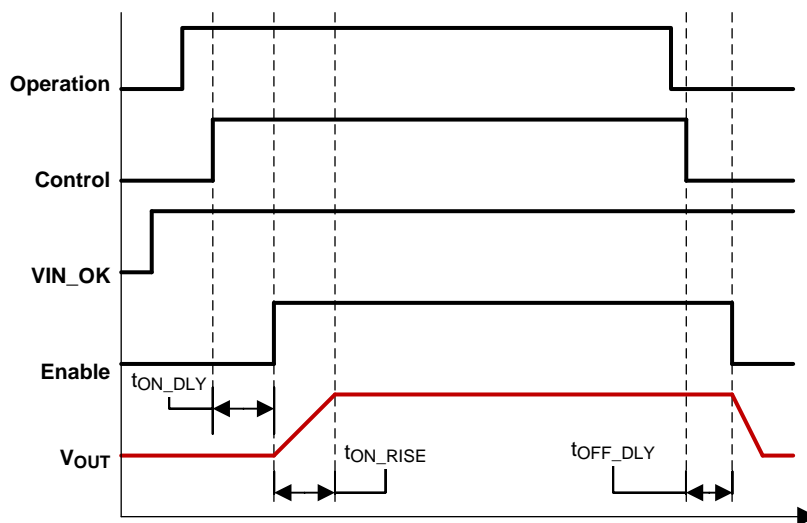 Operation
Control
VIN_OK
Enable
tON_DLY
VOUT
tON_RISE
tOFF_DLY